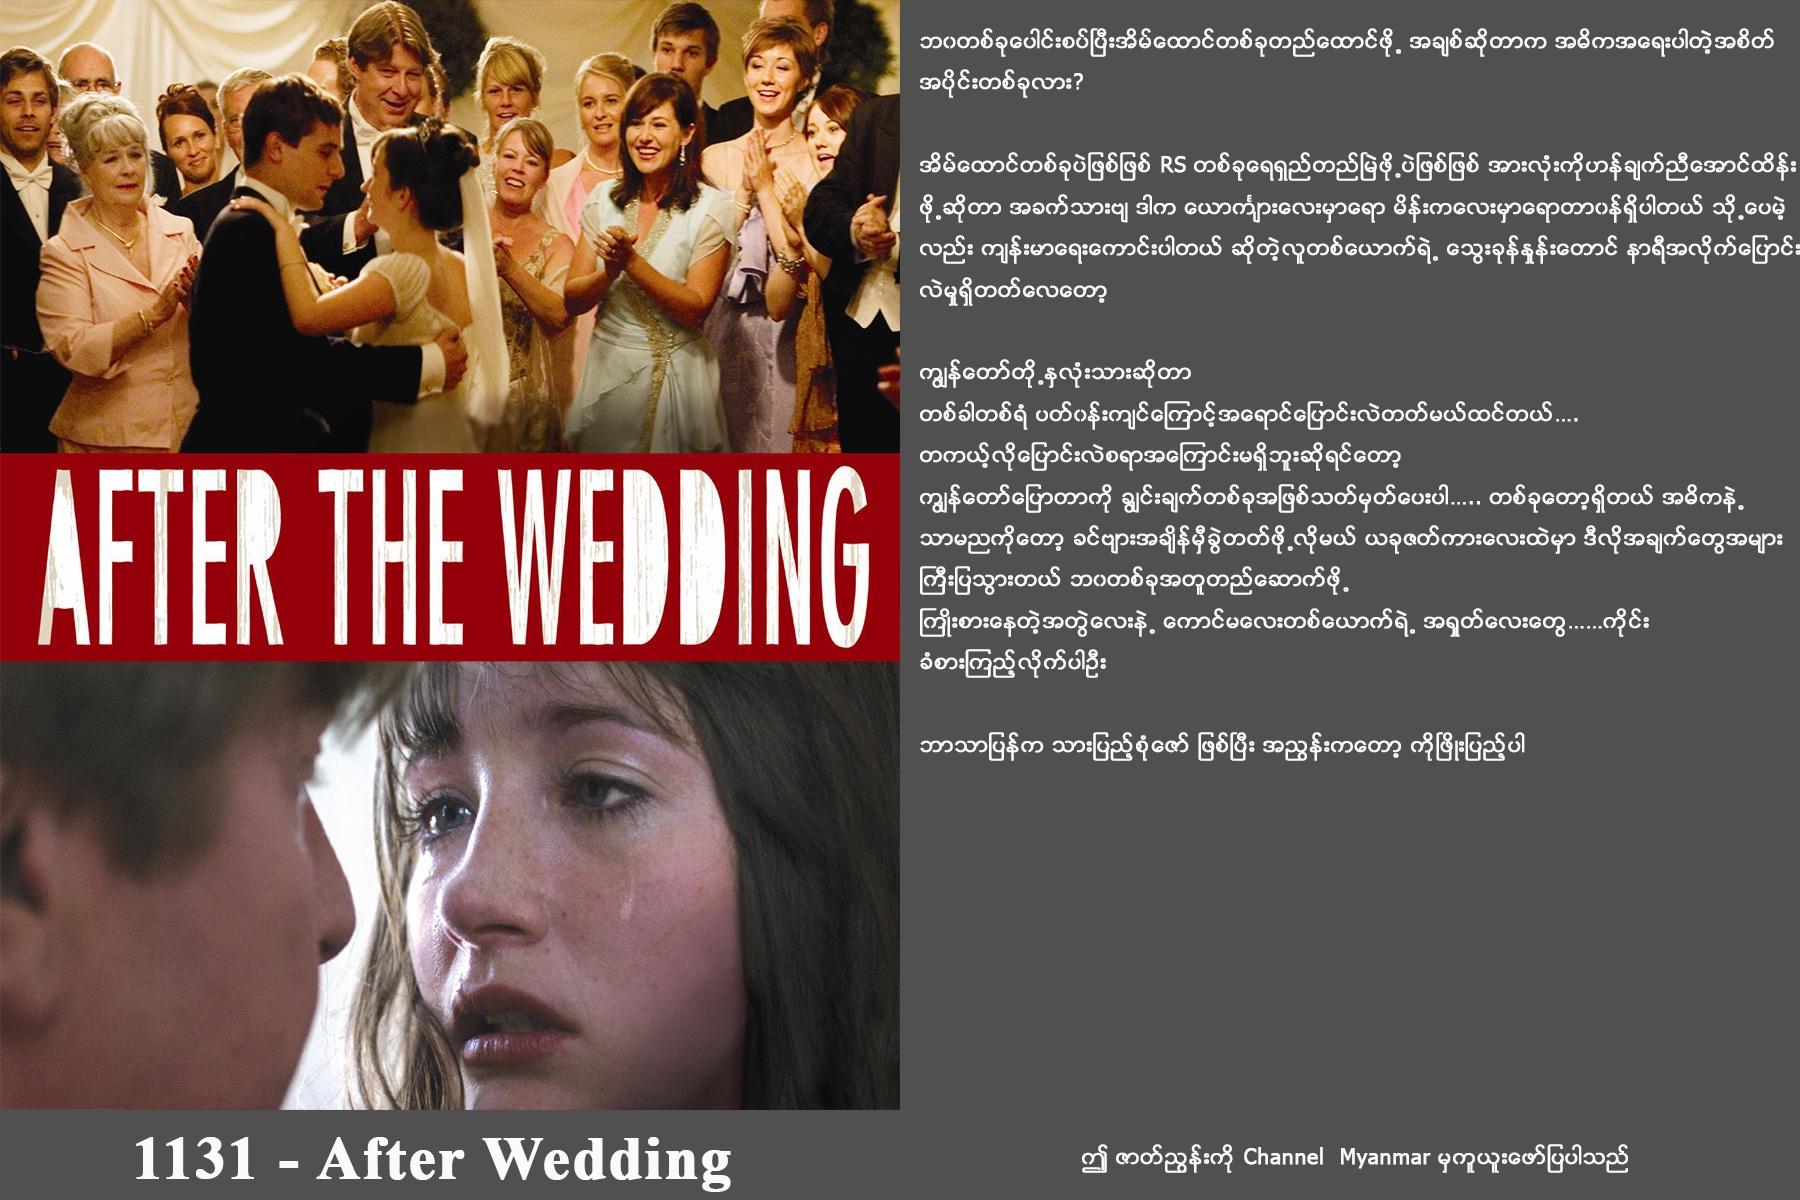 ဘဝတစ်ခုပေါင်းစပ်ပြီးအိမ်ထောင်တစ်ခုတည်ထောင်ဖို့ အချစ်ဆိုတာက အဓိကအရေးပါတဲ့အစိတ်
အပိုင်းတစ်ခုလား?
အိမ်ထောင်တစ်ခုပဲဖြစ်ဖြစ် RS တစ်ခုရေရှည်တည်မြဲဖို့ပဲဖြစ်ဖြစ် အားလုံးကိုဟန်ချက်ညီအောင်ထိန်း
ဖို့ဆိုတာ အခက်သားဗျ ဒါက ယောကျ်ားလေးမှာရော မိန်းကလေးမှာရောတာဝန်ရှိပါတယ် သို့ပေမဲ့
လည်း ကျန်းမာရေးကောင်းပါတယ် ဆိုတဲ့လူတစ်ယောက်ရဲ့ သွေးခုန်နှုန်းတောင် နာရီအလိုက်ပြောင်း
လဲမှုရှိတတ်လေတော့
ကျွန်တော်တို့နှလုံးသားဆိုတာ
တစ်ခါတစ်ရံ ပတ်ဝန်းကျင်ကြောင့်အရောင်ပြောင်းလဲတတ်မယ်ထင်တယ်....
တကယ့်လိုပြောင်းလဲစရာအကြောင်းမရှိဘူးဆိုရင်တော့
ကျွန်တော်ပြောတာကို ချွင်းချက်တစ်ခုအဖြစ်သတ်မှတ်ပေးပါ..... တစ်ခုတော့ရှိတယ် အဓိကနဲ့
သာမညကိုတော့ ခင်ဗျားအချိန်မှီခွဲတတ်ဖို့လိုမယ် ယခုဇတ်ကားလေးထဲမှာ ဒီလိုအချက်တွေအများ
ကြီးပြသွားတယ် ဘဝတစ်ခုအတူတည်ဆောက်ဖို့
ကြိုးစားနေတဲ့အတွဲလေးနဲ့ ကောင်မလေးတစ်ယောက်ရဲ့ အရှုတ်လေးတွေ......ကိုင်း
ခံစားကြည့်လိုက်ပါဦး
ဘာသာပြန်က သားပြည့်စုံဇော် ဖြစ်ပြီး အညွှန်းကတော့ ကိုဖြိုးပြည့်ပါ
AFTER THE WEDDING
1131 - After Wedding
ဤ ဇာတ်ညွှန်းကို Channel Myanmar မှကူယူးဖော်ပြပါသည်